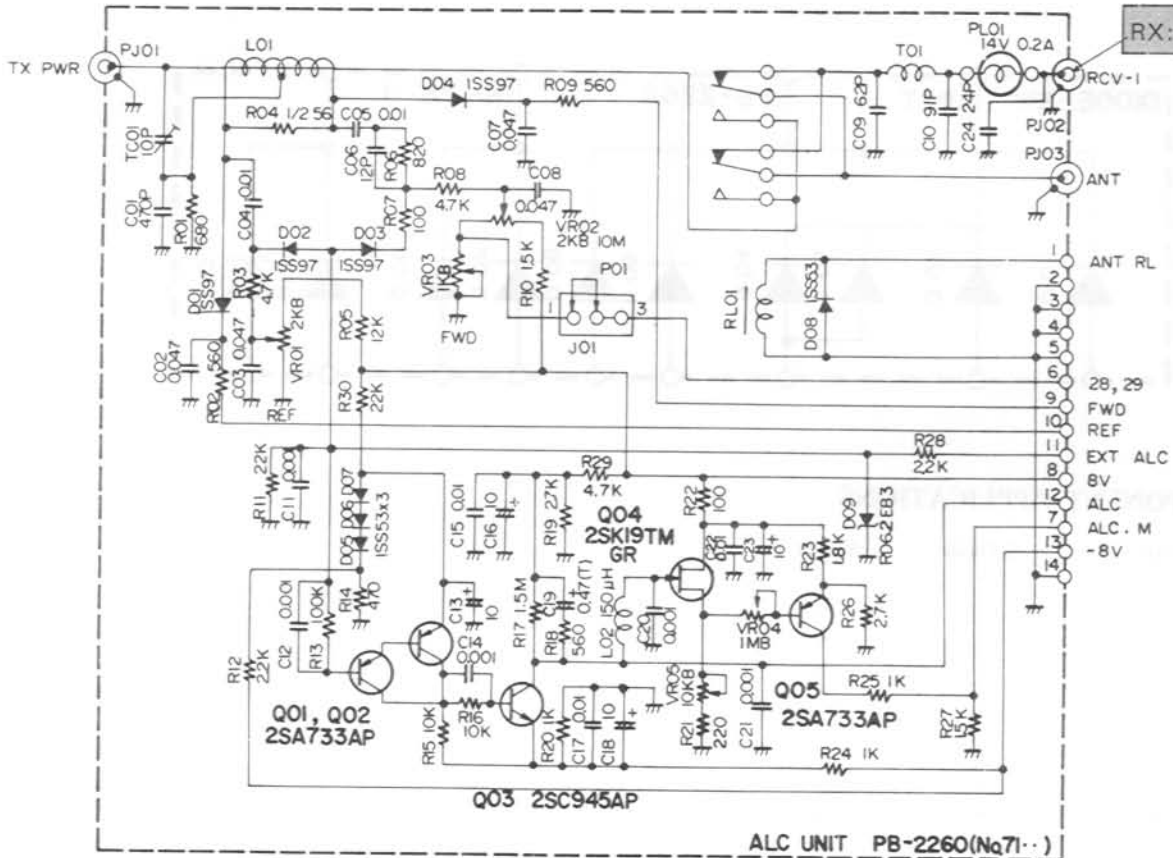 RX:
TX PWR
PJ01
L01
PL01
14V 0.2A
T01
RCV-1
D04 1SS97
R09 560
C09 62P
C10 91P
C24 24P
PJ02
PJ03
ANT
TC01
10P
R04 1/2 56
C05 0.01
C06
12P
R06
820
C07
0.047
C01
470P
R01
680
C04 0.01
R07
100
R08
4.7K
C08
0.047
VR02
2KB 10M
D02
1SS97
D03
1SS97
VR03
1KB
FWD
R10 1.5K
P01
1
3
J01
D01
1SS97
R03
4.7K
2KB
VR01
REF
C02
0.047
R02 560
C03 0.047
R05
12K
R30
22K
RL01
D08 1SS53
1
ANT RL
2
3
4
5
6
28, 29
9
FWD
10
REF
11
EXT ALC
8
8V
12
ALC
7
ALC. M
13
-8V
14
R28
2.2K
R11
22K
C11
0.001
D05 D06 D07
1SS53x3
C15 0.01
C16 10
R19 27K
R29
4.7K
Q04
2SK19TM
GR
R22
100
C22
0.01
C23
10
R23
1.8K
D09
RD6.2EB3
R12
2.2K
C12
0.001
R13
100K
R14
470
C13
10
C14
0.001
R17 1.5M
C19
0.47(T)
R18
560
L02 150μH
C20
0.001
VR04
1MB
R26
2.7K
Q01, Q02
2SA733AP
R15 10K
R16
10K
R20 1K
C17 0.01
C18 10
VR05
10KB
R21
220
C21
0.001
Q05
2SA733AP
R25 1K
R27
15K
R24 1K
Q03 2SC945AP
ALC UNIT PB-2260(No.71··)